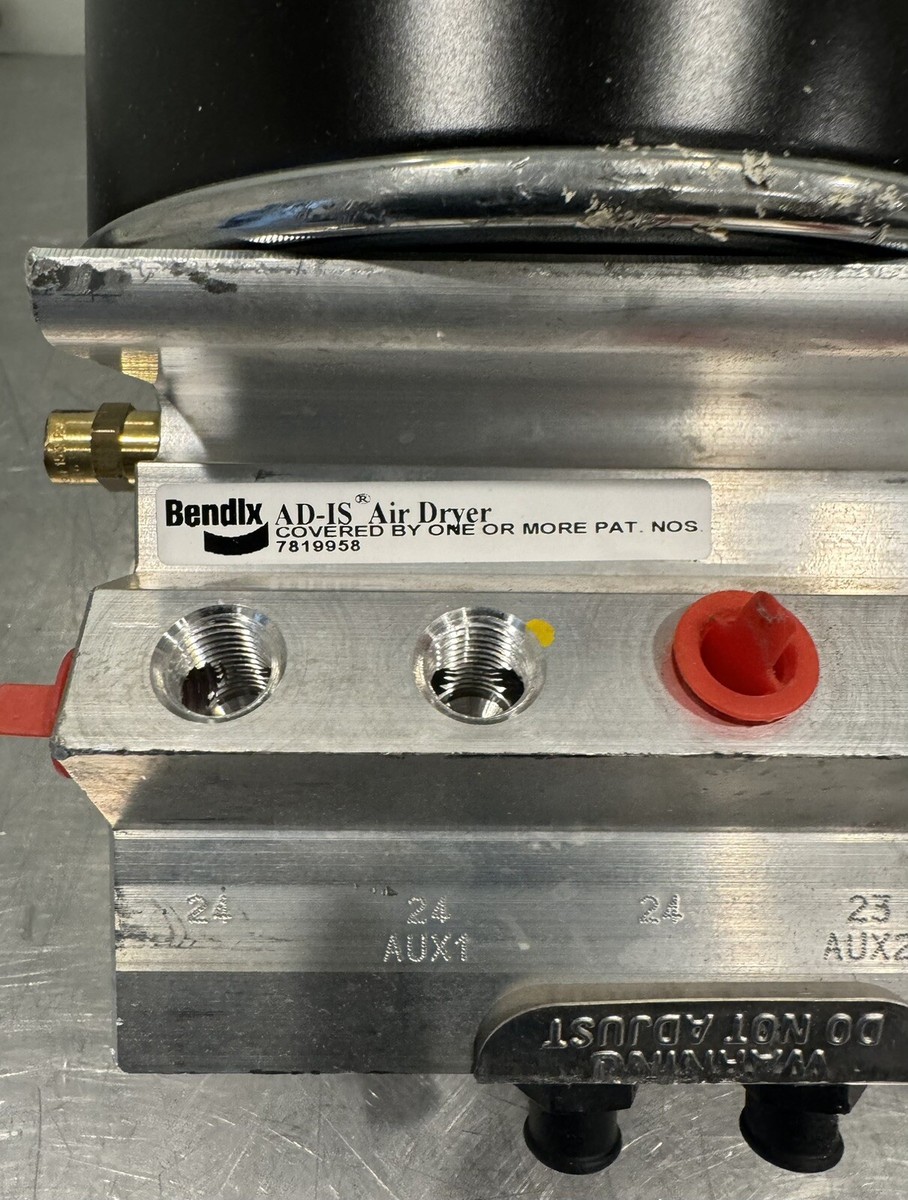 Bendix AD-IS® Air Dryer
COVERED BY ONE OR MORE PAT. NOS.
7819958
24 24 24 23
AUX1 AUX2
WARNING
DO NOT ADJUST